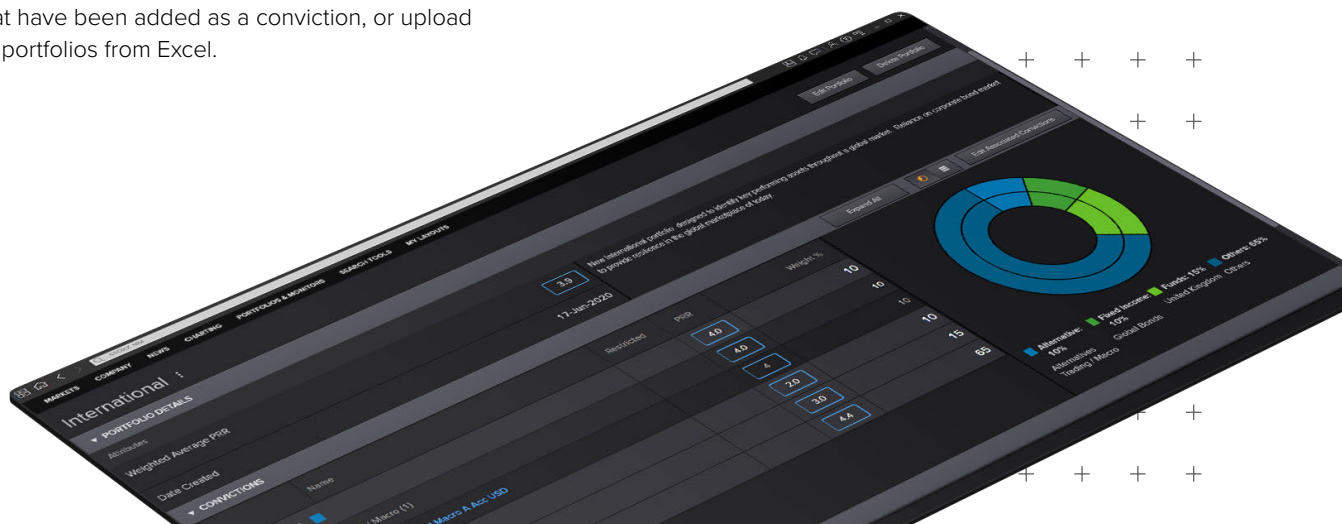 at have been added as a conviction, or upload
portfolios from Excel.
Edit Portfolio
Delete Portfolio
MARKETS COMPANY NEWS CHARTING PORTFOLIOS & MONITORS SEARCH TOOLS MY LAYOUTS
International
PORTFOLIO DETAILS
Attributes
Weighted Average PRR
3.9
New International portfolio designed to identify key performing assets throughout s global market. Reliance on corporate bond market
to provide resilience in the global marketplace of today.
Date Created
17-Jun-2020
CONVICTIONS
Expand All
Edit Associated Convictions
Name
Restricted
PRR
Weight %
4.0
10
/ Macro (1)
4.0
10
Macro A Acc USD
4
10
2.0
10
3.0
15
4.4
65
Alternative:
10%
Alternatives
Trading / Macro
Fixed Income:
10%
Global Bonds
Funds: 15%
United Kingdom
Others: 65%
Others